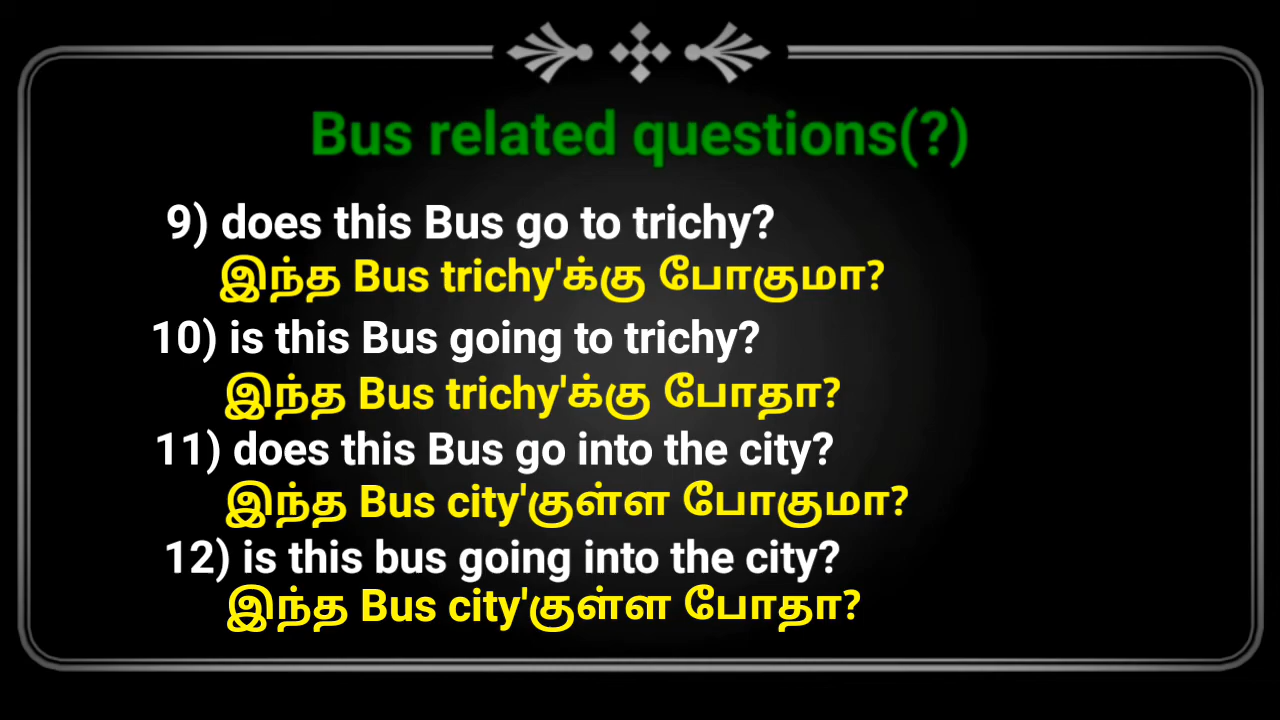 Bus related questions(?)
9) does this Bus go to trichy?
இந்த Bus trichy'க்கு போகுமா?
10) is this Bus going to trichy?
இந்த Bus trichy'க்கு போதா?
11) does this Bus go into the city?
இந்த Bus city'குள்ள போகுமா?
12) is this bus going into the city?
இந்த Bus city'குள்ள போதா?